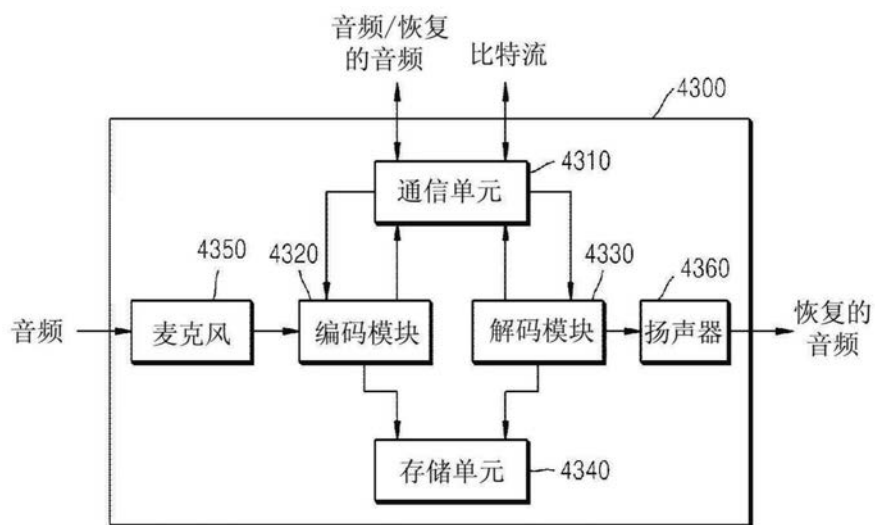 音频/恢复
的音频
比特流
4300
4310
通信单元
4350
4320
4330
4360
音频
麦克风
编码模块
解码模块
扬声器
恢复的
音频
存储单元
4340